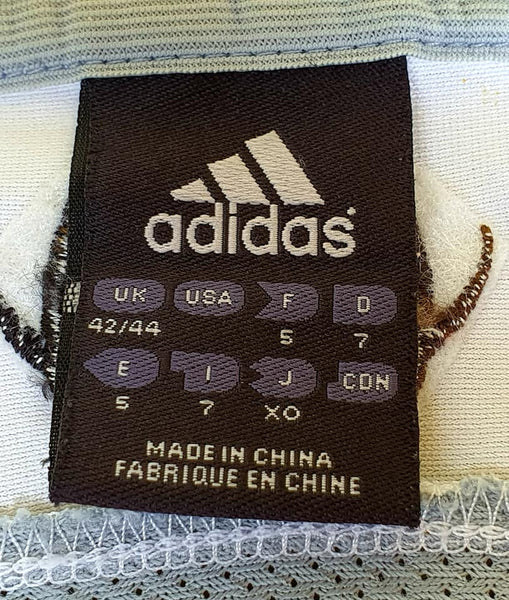 adidas
UK USA F D
42/44 5 7
E I J CDN
5 7 XO
MADE IN CHINA
FABRIQUE EN CHINE